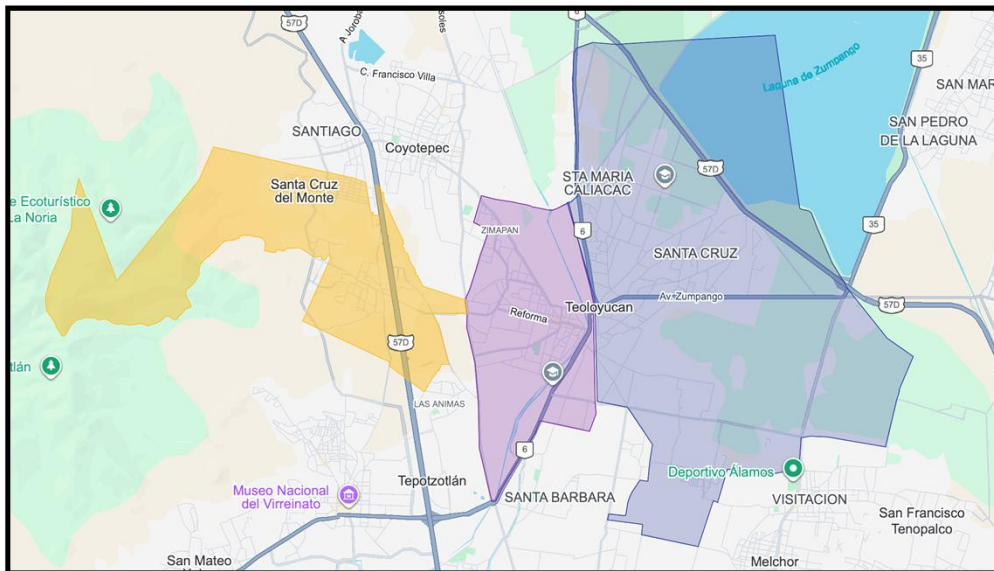 57D
A Joroba
soles
6
C. Francisco Villa
Laguna de Zumpango
35
SAN MAR
SAN PEDRO
DE LA LAGUNA
SANTIAGO
Coyotepec
STA MARIA
CALIACAC
57D
Santa Cruz
del Monte
e Ecoturístico
La Noria
ZIMAPAN
6
SANTA CRUZ
35
Av. Zumpango
57D
Teoloyucan
Reforma
57D
tlán
LAS ANIMAS
6
Deportivo Álamos
Tepotzotlán
Museo Nacional
del Virreinato
SANTA BARBARA
VISITACION
San Francisco
Tenopalco
San Mateo
Melchor